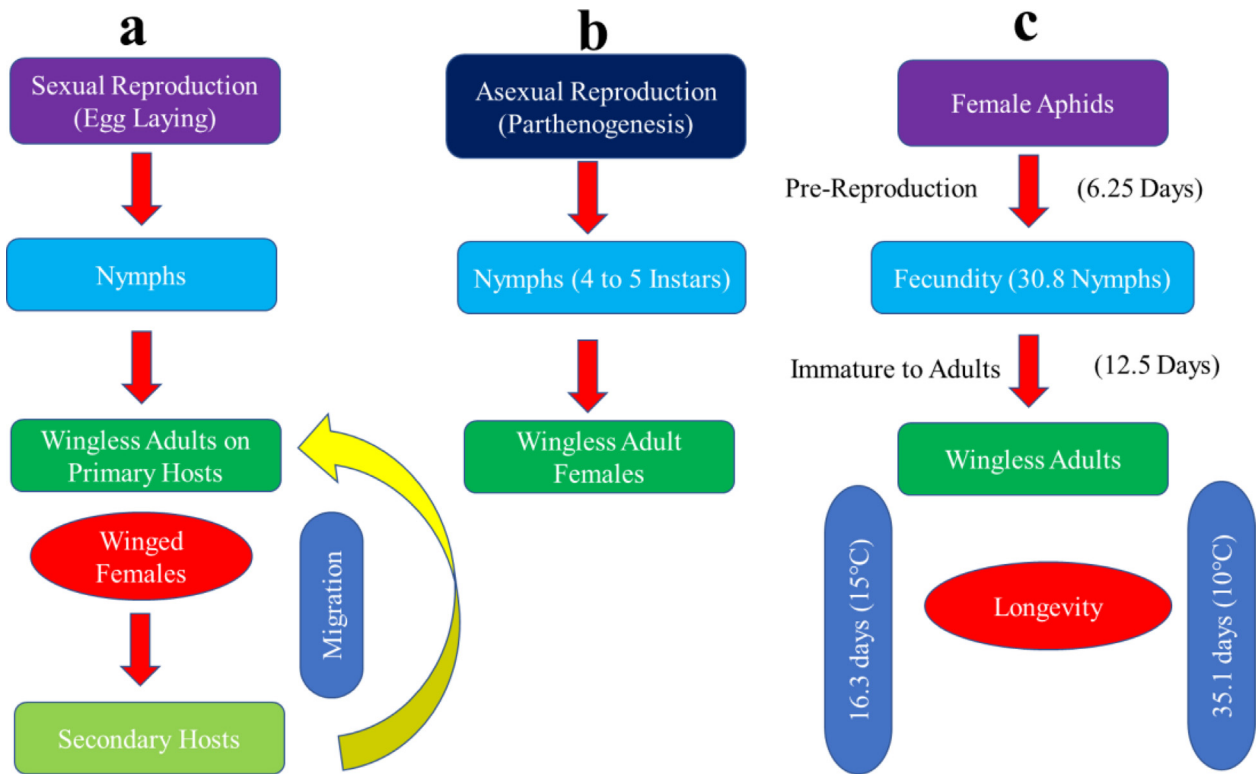 a
Sexual Reproduction
(Egg Laying)
Nymphs
Wingless Adults on
Primary Hosts
Winged
Females
Migration
Secondary Hosts
b
Asexual Reproduction
(Parthenogenesis)
Nymphs (4 to 5 Instars)
Wingless Adult
Females
c
Female Aphids
Pre-Reproduction
(6.25 Days)
Fecundity (30.8 Nymphs)
Immature to Adults
(12.5 Days)
Wingless Adults
16.3 days (15°C)
Longevity
35.1 days (10°C)